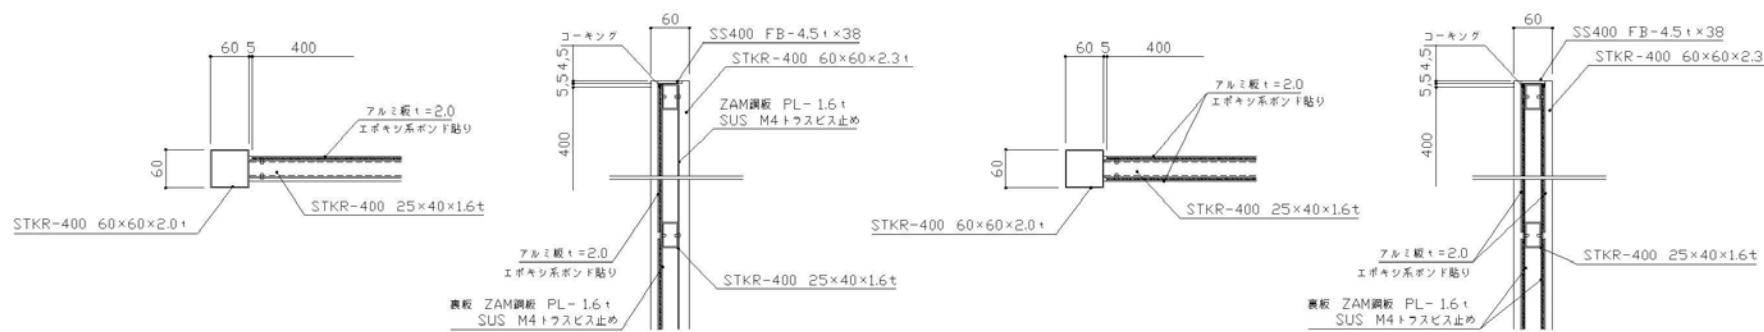 60 5 400
アルミ板 t=2.0
エポキシ系ボンド貼り
60
STKR-400 25×40×1.6t
STKR-400 60×60×2.0t
60
コーキング
SS400 FB-4.5t×38
STKR-400 60×60×2.3t
5,5 4,5
400
ZAM鋼板 PL-1.6t
SUS M4トラスビス止め
アルミ板 t=2.0
エポキシ系ボンド貼り
STKR-400 25×40×1.6t
裏板 ZAM鋼板 PL-1.6t
SUS M4トラスビス止め
60 5 400
アルミ板 t=2.0
エポキシ系ボンド貼り
60
STKR-400 25×40×1.6t
STKR-400 60×60×2.0t
60
コーキング
SS400 FB-4.5t×38
STKR-400 60×60×2.3
5,5 4,5
400
アルミ板 t=2.0
エポキシ系ボンド貼り
STKR-400 25×40×1.6t
裏板 ZAM鋼板 PL-1.6t
SUS M4トラスビス止め